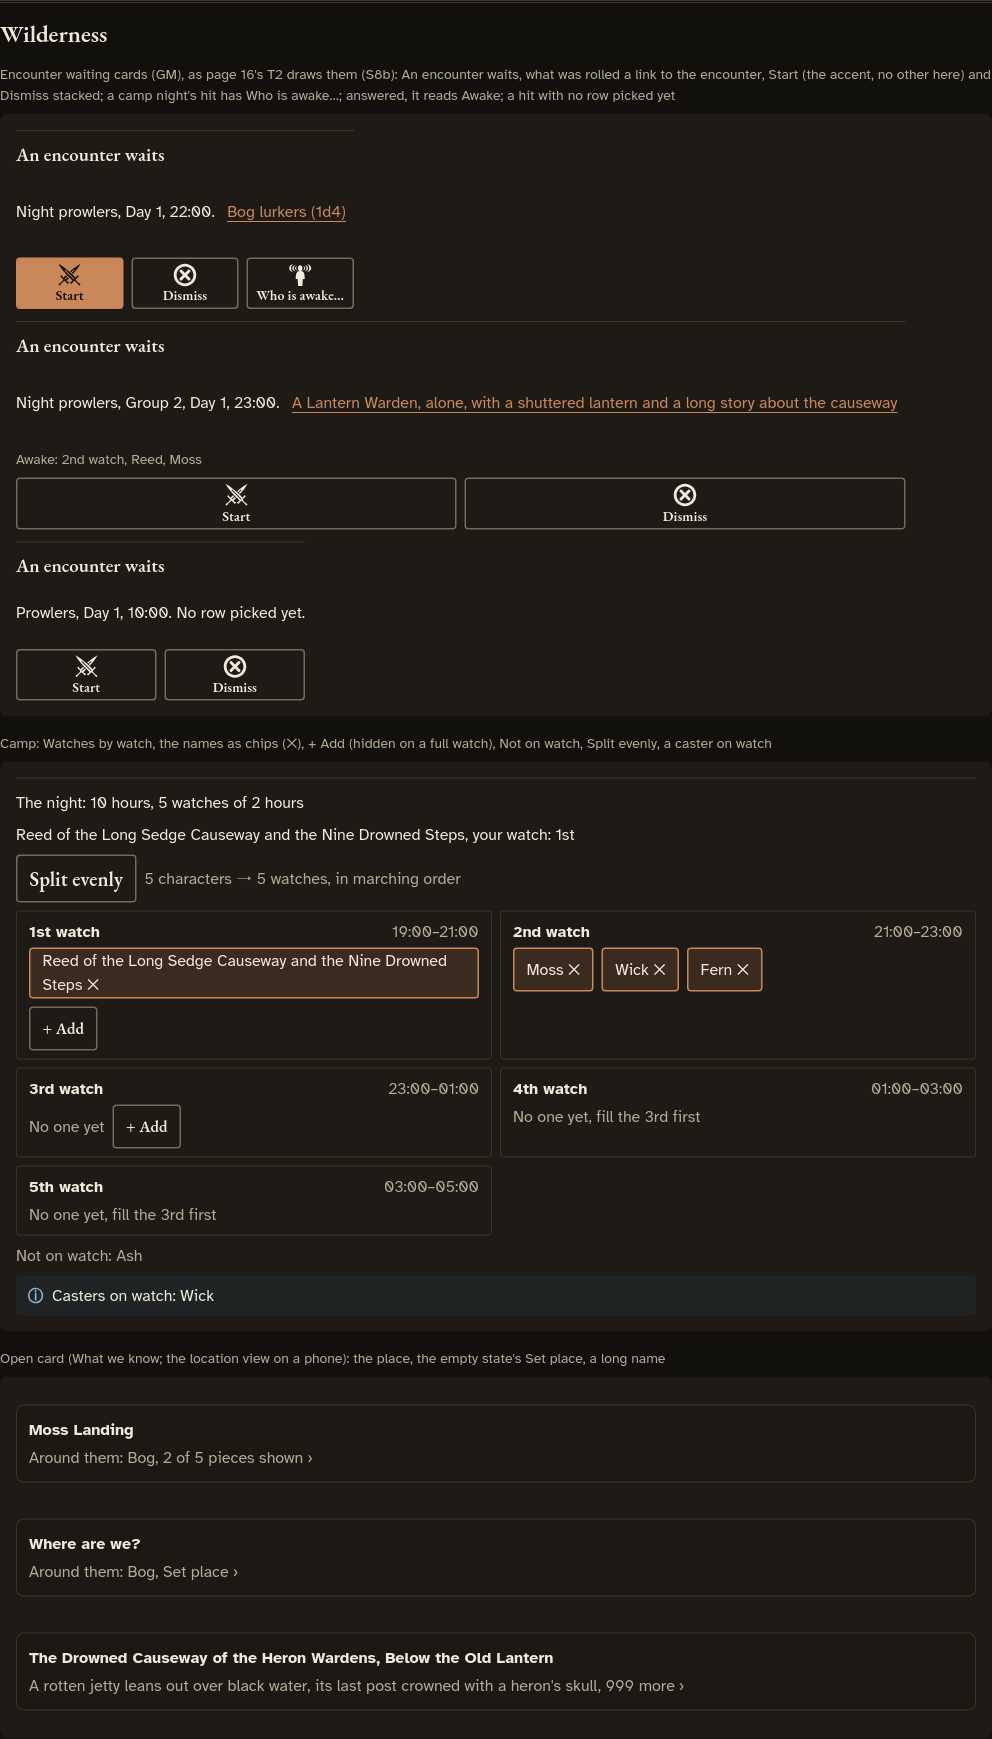 Wilderness
Encounter waiting cards (GM), as page 16's T2 draws them (S8b): An encounter waits, what was rolled a link to the encounter, Start (the accent, no other here) and
Dismiss stacked; a camp night's hit has Who is awake…; answered, it reads Awake; a hit with no row picked yet
An encounter waits
Night prowlers, Day 1, 22:00. Bog lurkers (1d4)
Start Dismiss Who is awake…
An encounter waits
Night prowlers, Group 2, Day 1, 23:00. A Lantern Warden, alone, with a shuttered lantern and a long story about the causeway
Awake: 2nd watch, Reed, Moss
Start Dismiss
An encounter waits
Prowlers, Day 1, 10:00. No row picked yet.
Start Dismiss
Camp: Watches by watch, the names as chips (✕), + Add (hidden on a full watch), Not on watch, Split evenly, a caster on watch
The night: 10 hours, 5 watches of 2 hours
Reed of the Long Sedge Causeway and the Nine Drowned Steps, your watch: 1st
Split evenly 5 characters → 5 watches, in marching order
1st watch 19:00–21:00
Reed of the Long Sedge Causeway and the Nine Drowned
Steps ✕
+ Add
2nd watch 21:00–23:00
Moss ✕ Wick ✕ Fern ✕
3rd watch 23:00–01:00
No one yet + Add
4th watch 01:00–03:00
No one yet, fill the 3rd first
5th watch 03:00–05:00
No one yet, fill the 3rd first
Not on watch: Ash
ⓘ Casters on watch: Wick
Open card (What we know; the location view on a phone): the place, the empty state's Set place, a long name
Moss Landing
Around them: Bog, 2 of 5 pieces shown ›
Where are we?
Around them: Bog, Set place ›
The Drowned Causeway of the Heron Wardens, Below the Old Lantern
A rotten jetty leans out over black water, its last post crowned with a heron's skull, 999 more ›